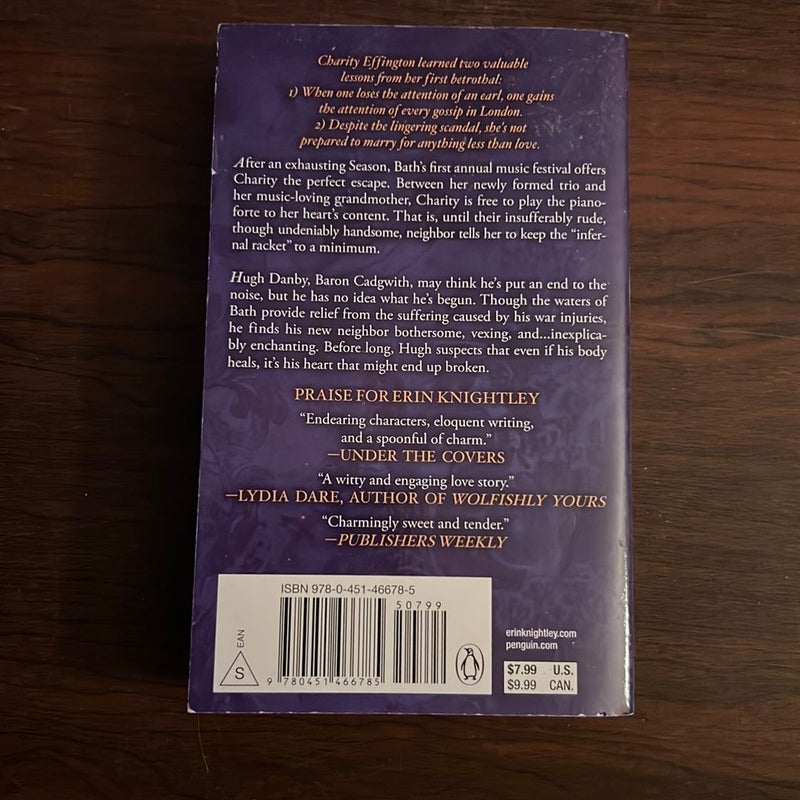 Charity Effington learned two valuable
lessons from her first betrothal:
1) When one loses the attention of an earl, one gains
the attention of every gossip in London.
2) Despite the lingering scandal, she's not
prepared to marry for anything less than love.
After an exhausting Season, Bath's first annual music festival offers
Charity the perfect escape. Between her newly formed trio and
her music-loving grandmother, Charity is free to play the piano-
forte to her heart's content. That is, until their insufferably rude,
though undeniably handsome, neighbor tells her to keep the "infer-
nal racket" to a minimum.
Hugh Danby, Baron Cadgwith, may think he's put an end to the
noise, but he has no idea what he's begun. Though the waters of
Bath provide relief from the suffering caused by his war injuries,
he finds his new neighbor bothersome, vexing, and...inexplica-
bly enchanting. Before long, Hugh suspects that even if his body
heals, it's his heart that might end up broken.
PRAISE FOR ERIN KNIGHTLEY
"Endearing characters, eloquent writing,
and a spoonful of charm."
—UNDER THE COVERS
"A witty and engaging love story."
—LYDIA DARE, AUTHOR OF WOLFISHLY YOURS
"Charmingly sweet and tender."
—PUBLISHERS WEEKLY
ISBN 978-0-451-46678-5
50799
EAN
S
9 780451 466785
erinknightley.com
penguin.com
$7.99 U.S.
$9.99 CAN.